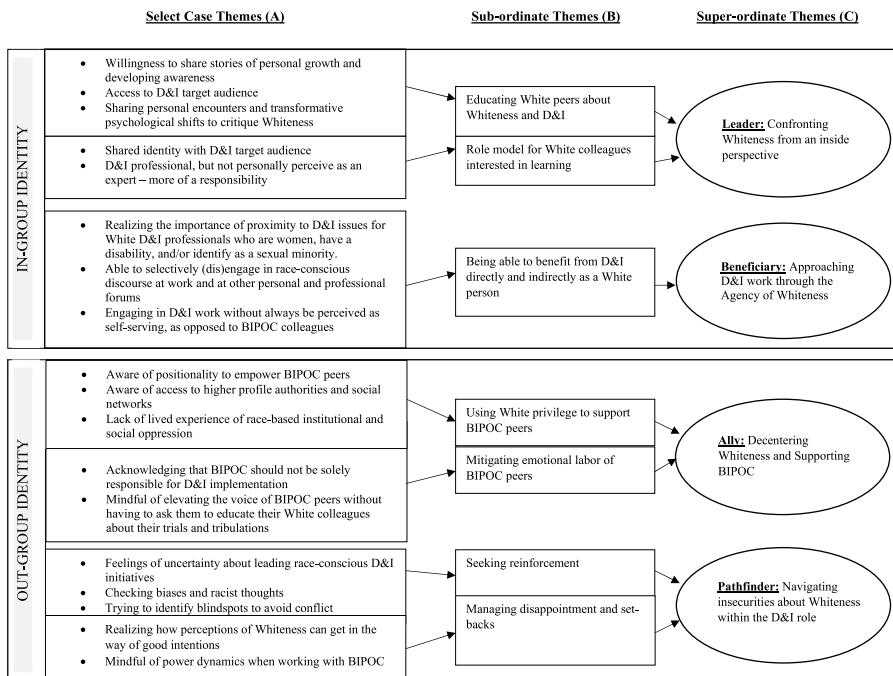 Select Case Themes (A)
Sub-ordinate Themes (B)
Super-ordinate Themes (C)
IN-GROUP IDENTITY
• Willingness to share stories of personal growth and
developing awareness
• Access to D&I target audience
• Sharing personal encounters and transformative
psychological shifts to critique Whiteness
• Shared identity with D&I target audience
• D&I professional, but not personally perceive as an
expert – more of a responsibility
Educating White peers about
Whiteness and D&I
Role model for White colleagues
interested in learning
Leader: Confronting
Whiteness from an inside
perspective
• Realizing the importance of proximity to D&I issues for
White D&I professionals who are women, have a
disability, and/or identify as a sexual minority.
• Able to selectively (dis)engage in race-conscious
discourse at work and at other personal and professional
forums
• Engaging in D&I work without always be perceived as
self-serving, as opposed to BIPOC colleagues
Being able to benefit from D&I
directly and indirectly as a White
person
Beneficiary: Approaching
D&I work through the
Agency of Whiteness
OUT-GROUP IDENTITY
• Aware of positionality to empower BIPOC peers
• Aware of access to higher profile authorities and social
networks
• Lack of lived experience of race-based institutional and
social oppression
• Acknowledging that BIPOC should not be solely
responsible for D&I implementation
• Mindful of elevating the voice of BIPOC peers without
having to ask them to educate their White colleagues
about their trials and tribulations
Using White privilege to support
BIPOC peers
Mitigating emotional labor of
BIPOC peers
Ally: Decentering
Whiteness and Supporting
BIPOC
• Feelings of uncertainty about leading race-conscious D&I
initiatives
• Checking biases and racist thoughts
• Trying to identify blindspots to avoid conflict
• Realizing how perceptions of Whiteness can get in the
way of good intentions
• Mindful of power dynamics when working with BIPOC
Seeking reinforcement
Managing disappointment and set-
backs
Pathfinder: Navigating
insecurities about Whiteness
within the D&I role